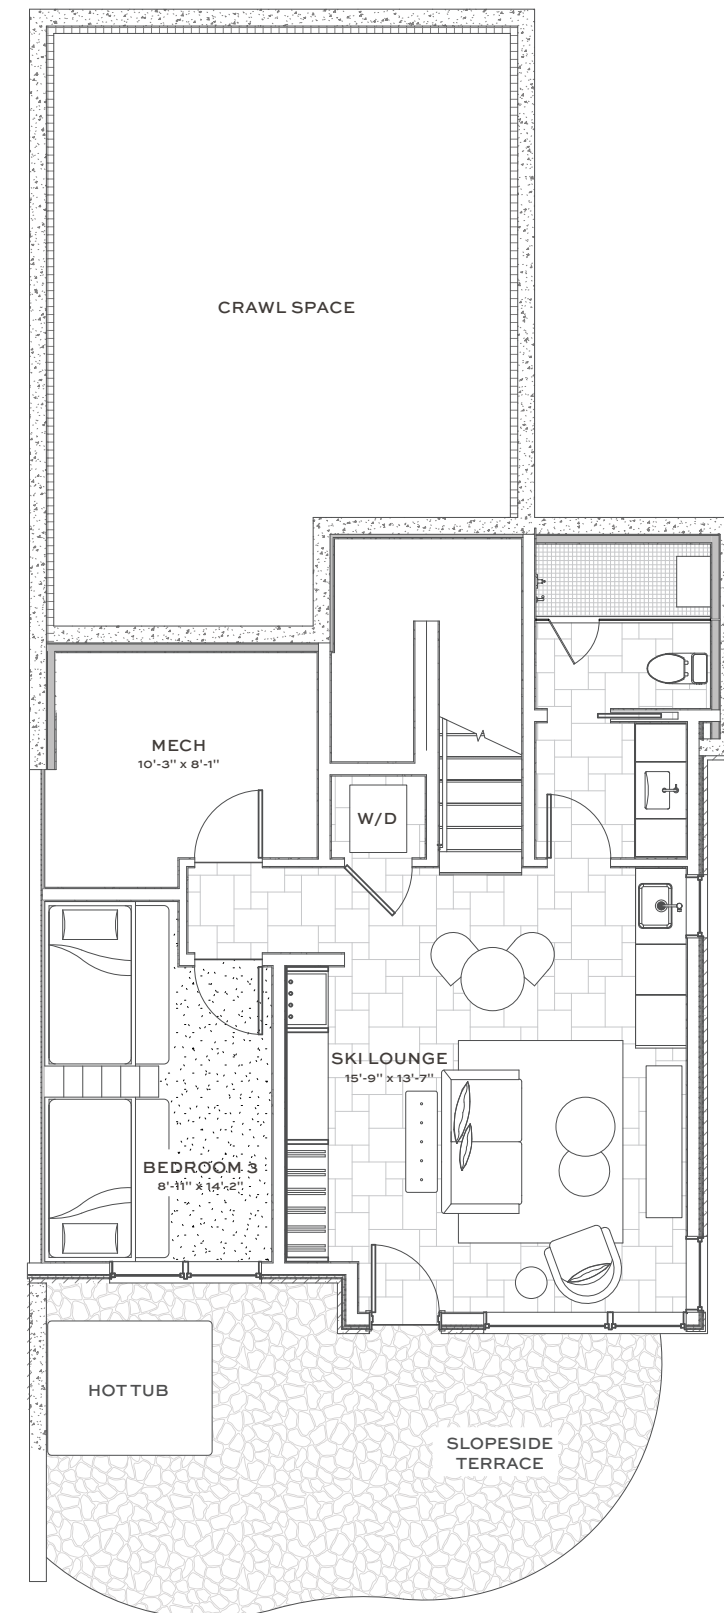 CRAWL SPACE
MECH
10'-3" x 8'-1"
W/D
SKI LOUNGE
15'-9" x 13'-7"
BEDROOM 3
8'-11" x 14'-2"
HOT TUB
SLOPESIDE
TERRACE